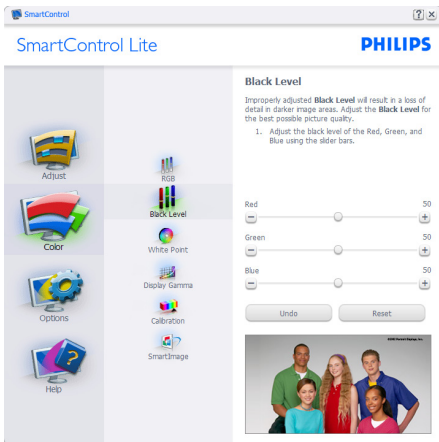 SmartControl
SmartControl Lite
PHILIPS
Adjust
Color
Options
Help
RGB
Black Level
White Point
Display Gamma
Calibration
SmartImage
Black Level
Improperly adjusted Black Level will result in a loss of
detail in darker image areas. Adjust the Black Level for
the best possible picture quality.
1. Adjust the black level of the Red, Green, and
Blue using the slider bars.
Red 50
Green 50
Blue 50
Undo Reset